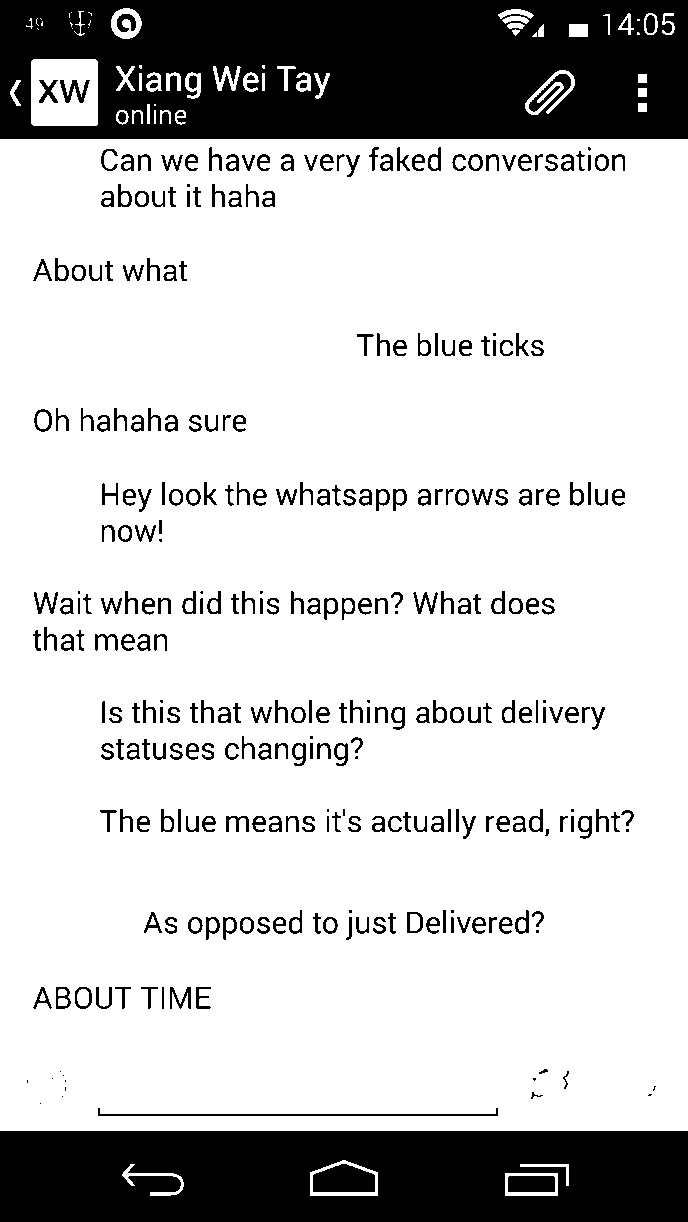 49
14:05
XW
Xiang Wei Tay
online
Can we have a very faked conversation
about it haha
About what
The blue ticks
Oh hahaha sure
Hey look the whatsapp arrows are blue
now!
Wait when did this happen? What does
that mean
Is this that whole thing about delivery
statuses changing?
The blue means it's actually read, right?
As opposed to just Delivered?
ABOUT TIME